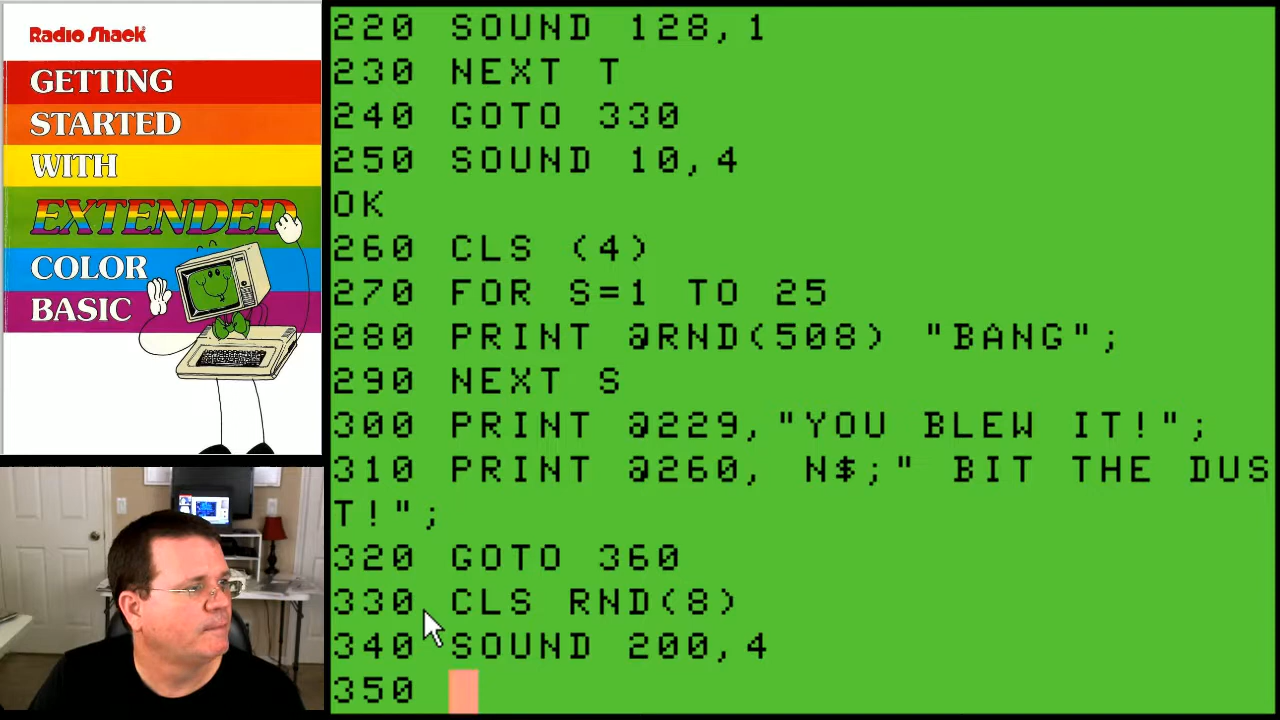 Radio Shack
GETTING
STARTED
WITH
EXTENDED
COLOR
BASIC
220 SOUND 128,1
230 NEXT T
240 GOTO 330
250 SOUND 10,4
OK
260 CLS (4)
270 FOR S=1 TO 25
280 PRINT @RND(508) "BANG";
290 NEXT S
300 PRINT @229,"YOU BLEW IT!";
310 PRINT @260, N$;" BIT THE DUS
T!";
320 GOTO 360
330 CLS RND(8)
340 SOUND 200,4
350